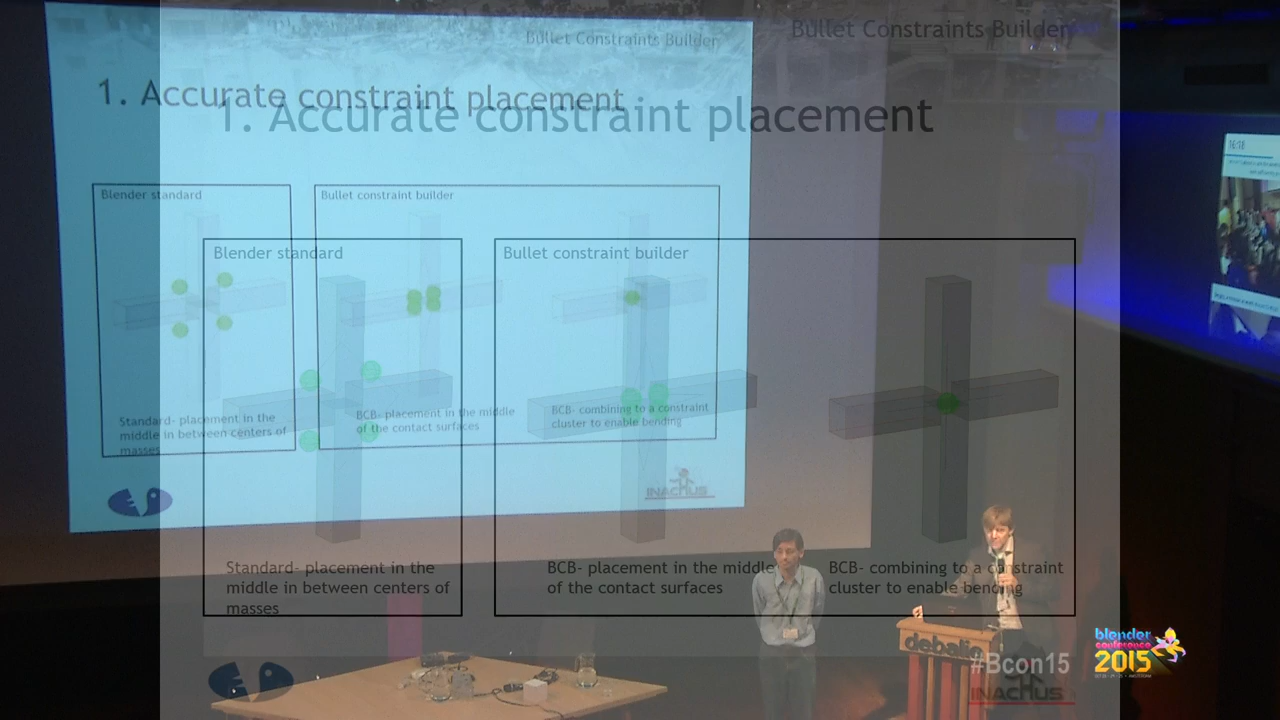 Bullet Constraints Builder
1. Accurate constraint placement
Blender standard
Bullet constraint builder
Standard- placement in the
middle in between centers of
masses
BCB- placement in the middle
of the contact surfaces
BCB- combining to a constraint
cluster to enable bending
INACHUS
Bullet Constraints Builder
1. Accurate constraint placement
Blender standard
Bullet constraint builder
Standard- placement in the
middle in between centers of
masses
BCB- placement in the middle
of the contact surfaces
BCB- combining to a constraint
cluster to enable bending
INACHUS
16:18
debalie
#Bcon15
blender
conference
2015